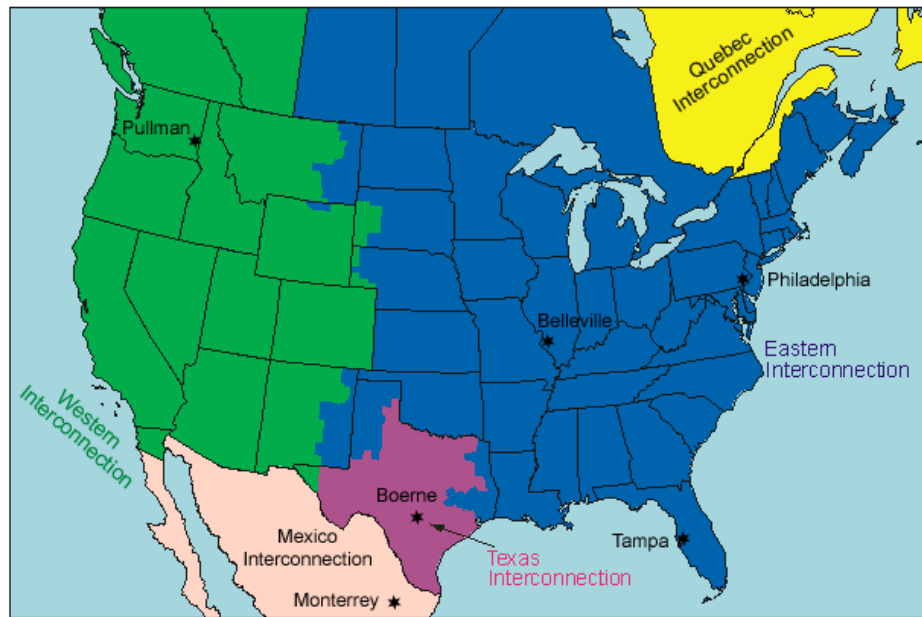 Quebec
Interconnection
Pullman
Philadelphia
Belleville
Eastern
Interconnection
Western
Interconnection
Boerne
Mexico
Interconnection
Tampa
Texas
Interconnection
Monterrey